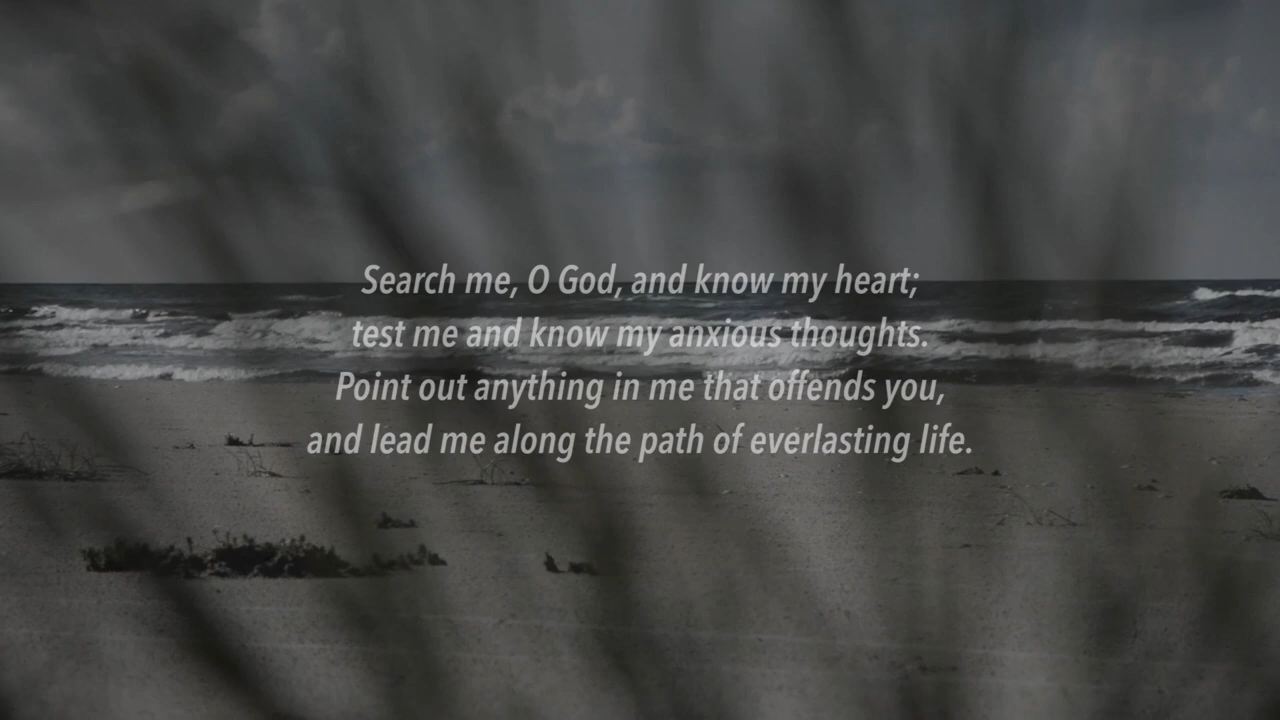 Search me, O God, and know my heart;
test me and know my anxious thoughts.
Point out anything in me that offends you,
and lead me along the path of everlasting life.